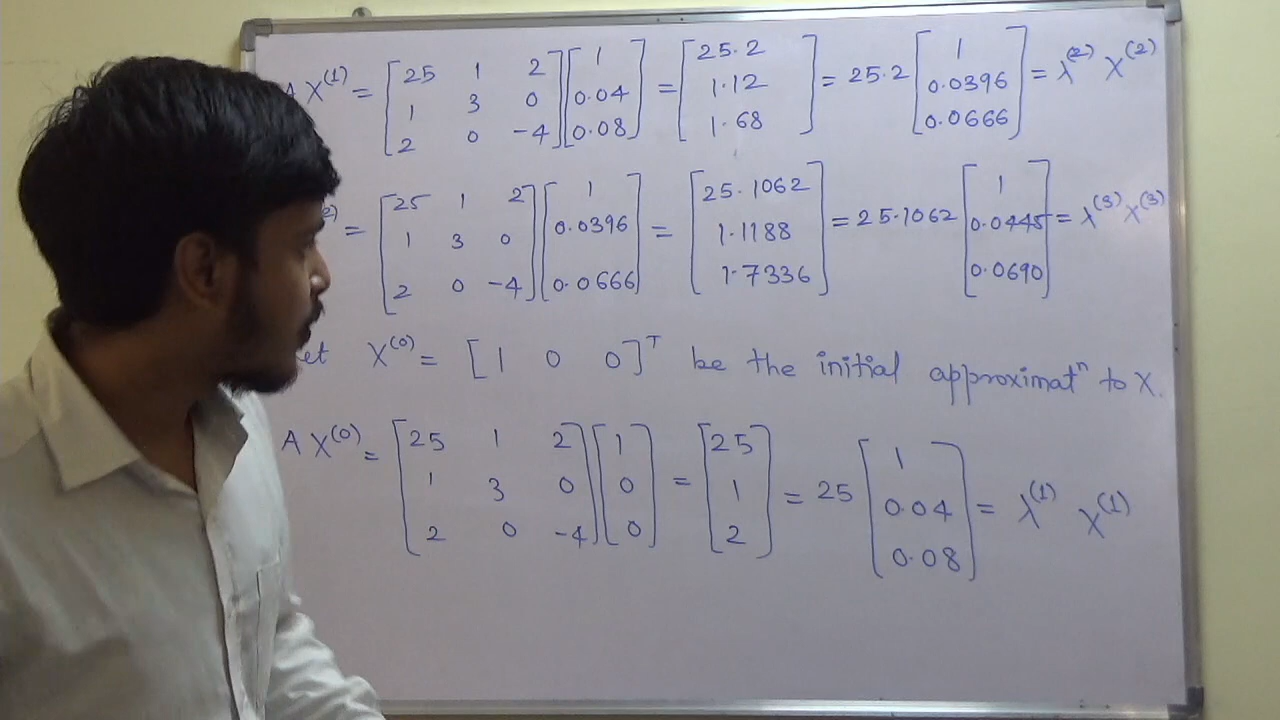 A X^(1) = [25 1 2; 1 3 0; 2 0 -4] [1; 0.04; 0.08] = [25.2; 1.12; 1.68] = 25.2 [1; 0.0396; 0.0666] = λ^(2) X^(2)
2) = [25 1 2; 1 3 0; 2 0 -4] [1; 0.0396; 0.0666] = [25.1062; 1.1188; 1.7336] = 25.1062 [1; 0.0445; 0.0690] = λ^(3) X^(3)
et X^(0) = [1 0 0]^T be the initial approximat^n to X.
A X^(0) = [25 1 2; 1 3 0; 2 0 -4] [1; 0; 0] = [25; 1; 2] = 25 [1; 0.04; 0.08] = λ^(1) X^(1)